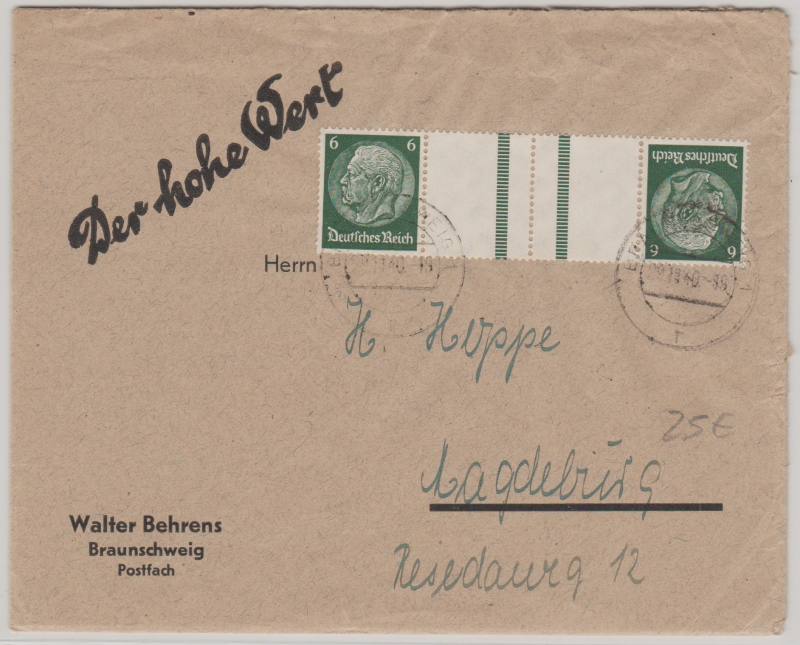 Der hohe Wert
6 6
Deutsches Reich
Deutsches Reich
6 6
Herrn
H. Hoppe
25€
Magdeburg
Walter Behrens
Braunschweig
Postfach
12